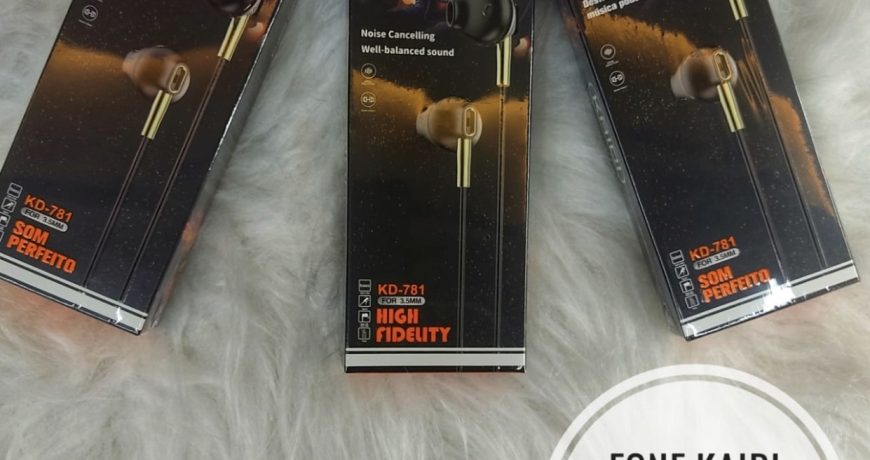 KD-781
FOR 3.5MM
SOM
PERFEITO
Noise Cancelling
Well-balanced sound
KD-781
FOR 3.5MM
HIGH
FIDELITY
música
KD-781
FOR 3.5MM
SOM
PERFEITO
FONE KAIDI